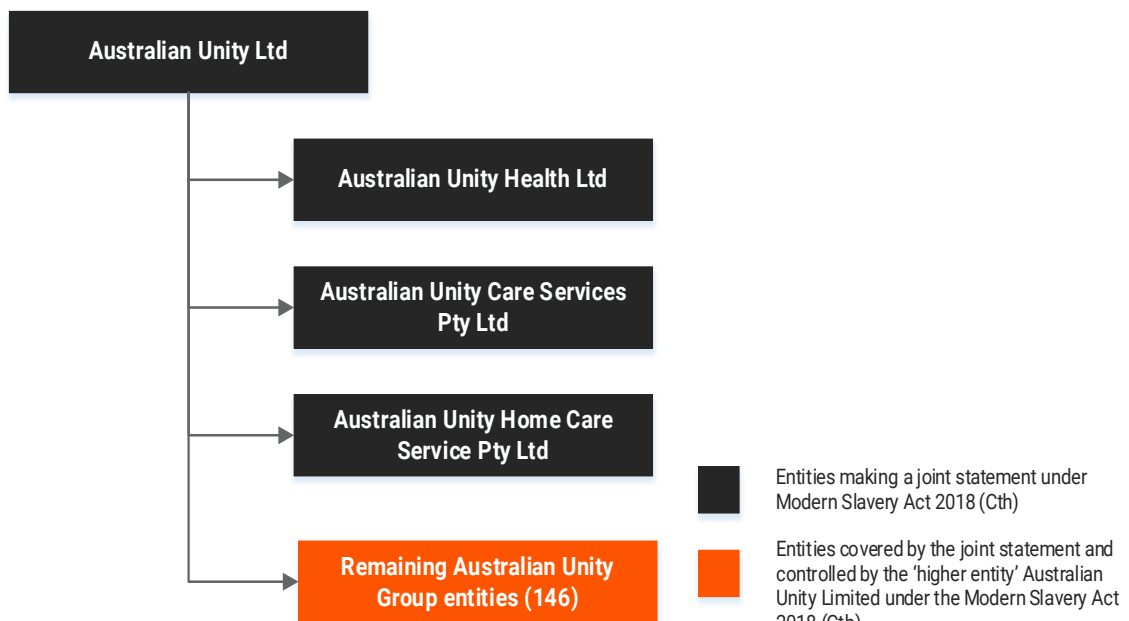 Australian Unity Ltd
Australian Unity Health Ltd
Australian Unity Care Services
Pty Ltd
Australian Unity Home Care
Service Pty Ltd
Remaining Australian Unity
Group entities (146)
Entities making a joint statement under
Modern Slavery Act 2018 (Cth)
Entities covered by the joint statement and
controlled by the ‘higher entity’ Australian
Unity Limited under the Modern Slavery Act
2018 (Cth)